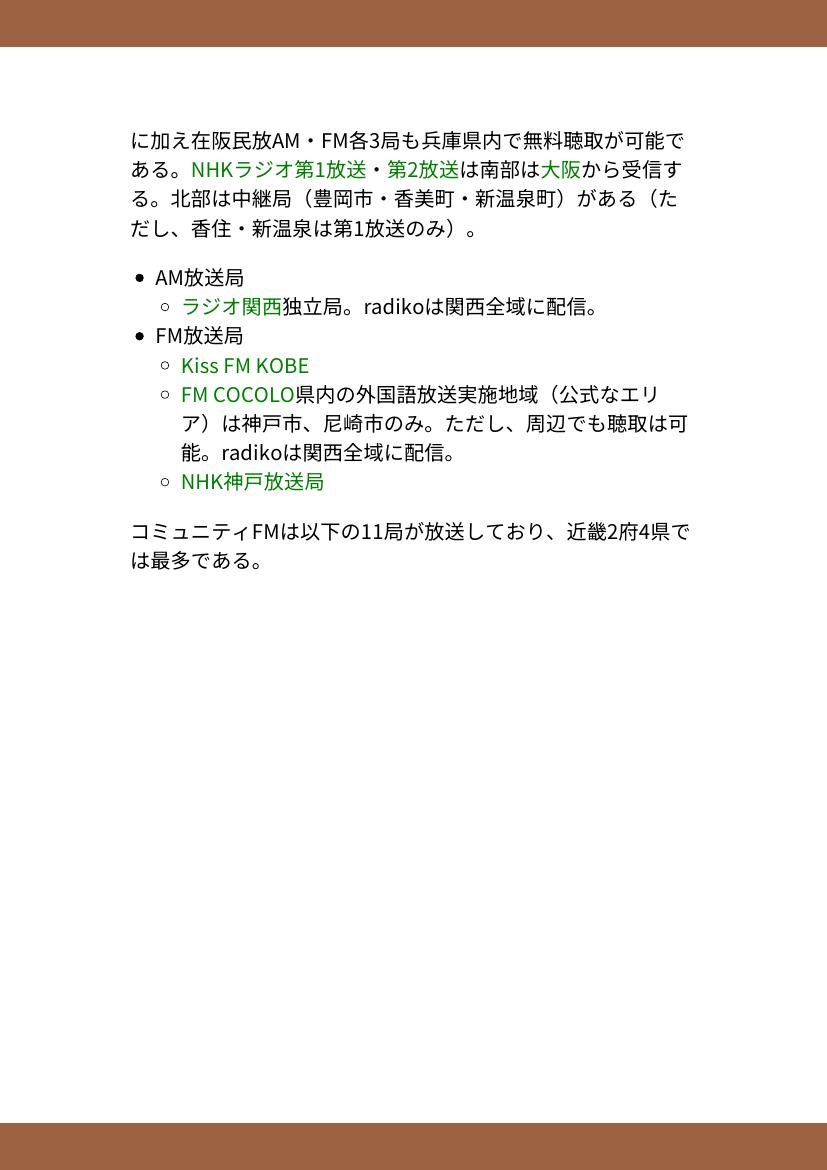 に加え在阪民放AM・FM各3局も兵庫県内で無料聴取が可能で
ある。NHKラジオ第1放送・第2放送は南部は大阪から受信す
る。北部は中継局（豊岡市・香美町・新温泉町）がある（た
だし、香住・新温泉は第1放送のみ）。
• AM放送局
◦ ラジオ関西独立局。radikoは関西全域に配信。
• FM放送局
◦ Kiss FM KOBE
◦ FM COCOLO県内の外国語放送実施地域（公式なエリ
ア）は神戸市、尼崎市のみ。ただし、周辺でも聴取は可
能。radikoは関西全域に配信。
◦ NHK神戸放送局
コミュニティFMは以下の11局が放送しており、近畿2府4県で
は最多である。